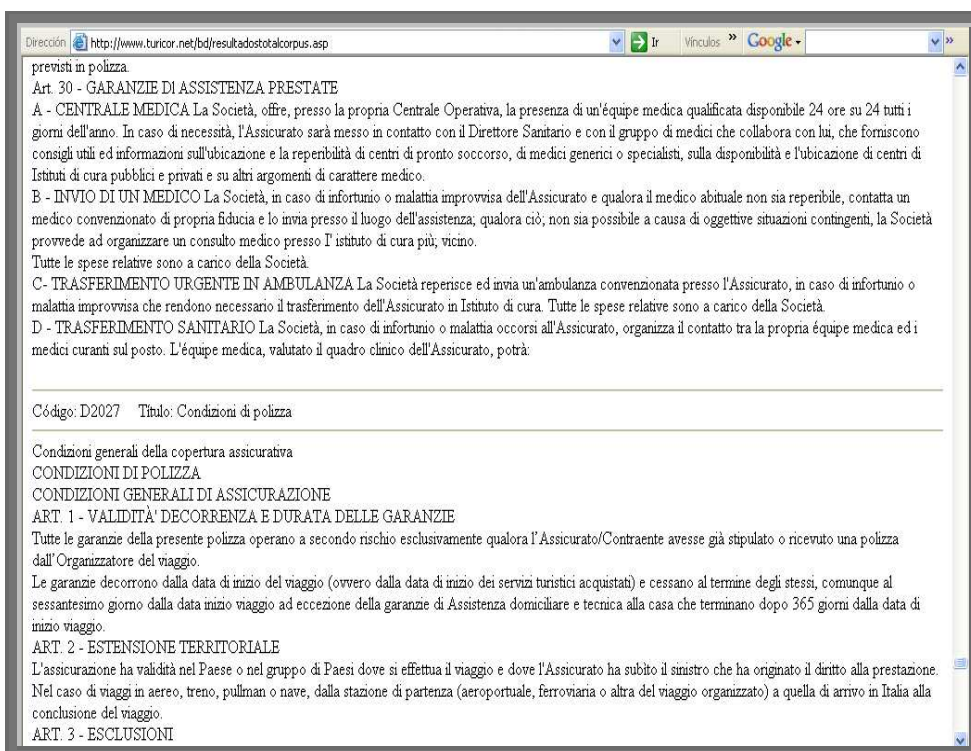 Dirección http://www.turicor.net/bd/resultadostotalcorpus.asp Ir Vínculos » Google »
previsti in polizza.
Art. 30 - GARANZIE DI ASSISTENZA PRESTATE
A - CENTRALE MEDICA La Società, offre, presso la propria Centrale Operativa, la presenza di un'équipe medica qualificata disponibile 24 ore su 24 tutti i
giorni dell'anno. In caso di necessità, l'Assicurato sarà messo in contatto con il Direttore Sanitario e con il gruppo di medici che collabora con lui, che forniscono
consigli utili ed informazioni sull'ubicazione e la reperibilità di centri di pronto soccorso, di medici generici o specialisti, sulla disponibilità e l'ubicazione di centri di
Istituti di cura pubblici e privati e su altri argomenti di carattere medico.
B - INVIO DI UN MEDICO La Società, in caso di infortunio o malattia improvvisa dell'Assicurato e qualora il medico abituale non sia reperibile, contatta un
medico convenzionato di propria fiducia e lo invia presso il luogo dell'assistenza; qualora ciò; non sia possibile a causa di oggettive situazioni contingenti, la Società
provvede ad organizzare un consulto medico presso I' istituto di cura più; vicino.
Tutte le spese relative sono a carico della Società.
C- TRASFERIMENTO URGENTE IN AMBULANZA La Società reperisce ed invia un'ambulanza convenzionata presso l'Assicurato, in caso di infortunio o
malattia improvvisa che rendono necessario il trasferimento dell'Assicurato in Istituto di cura. Tutte le spese relative sono a carico della Società.
D - TRASFERIMENTO SANITARIO La Società, in caso di infortunio o malattia occorsi all'Assicurato, organizza il contatto tra la propria équipe medica ed i
medici curanti sul posto. L'équipe medica, valutato il quadro clinico dell'Assicurato, potrà:
Código: D2027 Título: Condizioni di polizza
Condizioni generali della copertura assicurativa
CONDIZIONI DI POLIZZA
CONDIZIONI GENERALI DI ASSICURAZIONE
ART. 1 - VALIDITÀ' DECORRENZA E DURATA DELLE GARANZIE
Tutte le garanzie della presente polizza operano a secondo rischio esclusivamente qualora l'Assicurato/Contraente avesse già stipulato o ricevuto una polizza
dall'Organizzatore del viaggio.
Le garanzie decorrono dalla data di inizio del viaggio (ovvero dalla data di inizio dei servizi turistici acquistati) e cessano al termine degli stessi, comunque al
sessantesimo giorno dalla data inizio viaggio ad eccezione della garanzie di Assistenza domiciliare e tecnica alla casa che terminano dopo 365 giorni dalla data di
inizio viaggio.
ART. 2 - ESTENSIONE TERRITORIALE
L'assicurazione ha validità nel Paese o nel gruppo di Paesi dove si effettua il viaggio e dove l'Assicurato ha subìto il sinistro che ha originato il diritto alla prestazione.
Nel caso di viaggi in aereo, treno, pullman o nave, dalla stazione di partenza (aeroportuale, ferroviaria o altra del viaggio organizzato) a quella di arrivo in Italia alla
conclusione del viaggio.
ART. 3 - ESCLUSIONI